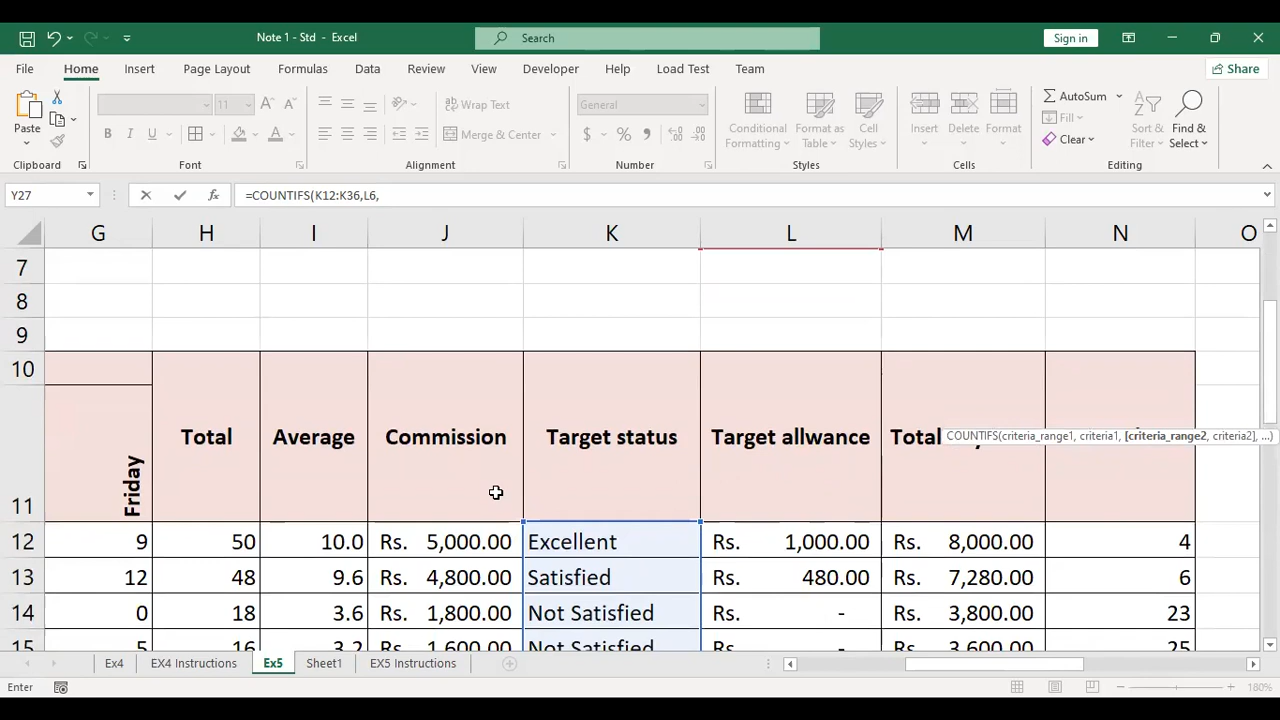 Note 1 - Std - Excel
Search
Sign in
File Home Insert Page Layout Formulas Data Review View Developer Help Load Test Team
Share
Paste
B I U
11 A A
Wrap Text
Merge & Center
General
$ % ,
Conditional Formatting
Format as Table
Cell Styles
Insert Delete Format
AutoSum
Fill
Clear
Sort & Filter
Find & Select
Clipboard Font Alignment Number Styles Cells Editing
Y27 fx =COUNTIFS(K12:K36,L6,
G H I J K L M N O
7
8
9
10
11 Friday Total Average Commission Target status Target allwance Total
COUNTIFS(criteria_range1, criteria1, [criteria_range2, criteria2], ...)
12 9 50 10.0 Rs. 5,000.00 Excellent Rs. 1,000.00 Rs. 8,000.00 4
13 12 48 9.6 Rs. 4,800.00 Satisfied Rs. 480.00 Rs. 7,280.00 6
14 0 18 3.6 Rs. 1,800.00 Not Satisfied Rs. - Rs. 3,800.00 23
15 5 16 3.2 Rs. 1,600.00 Not Satisfied Rs. - Rs. 3,600.00 25
Ex4 EX4 Instructions Ex5 Sheet1 EX5 Instructions
Enter
180%